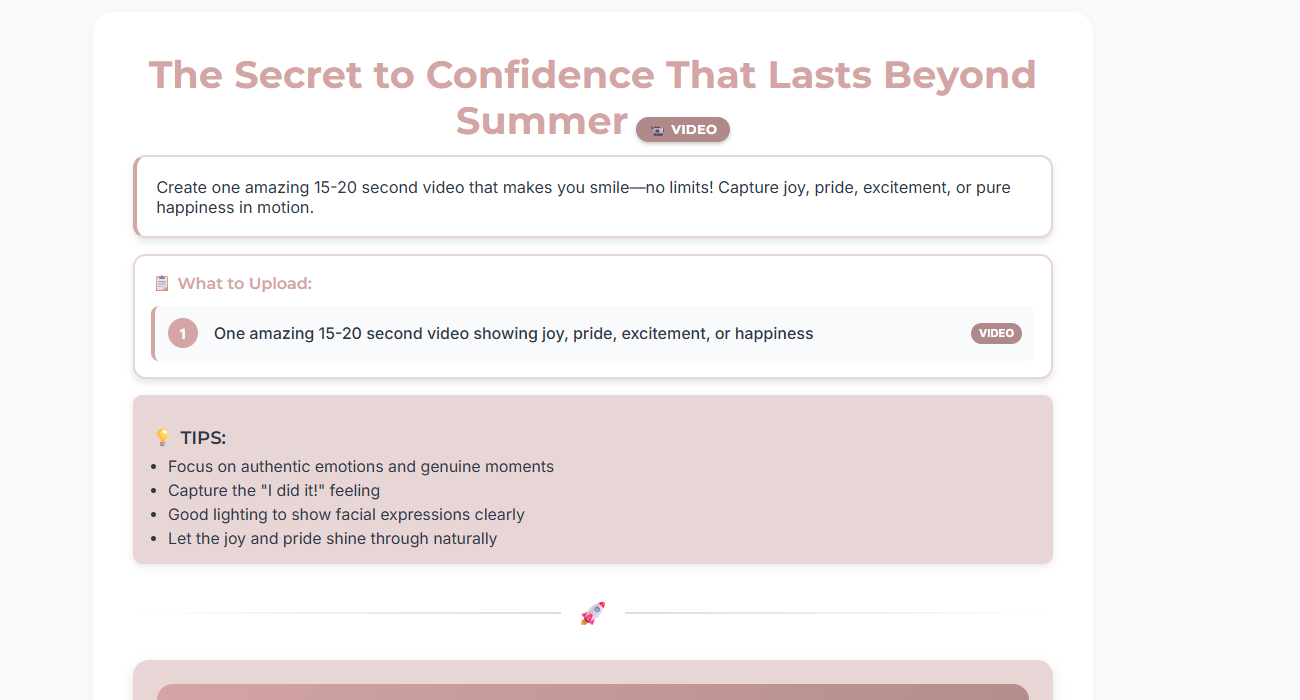 The Secret to Confidence That Lasts Beyond
Summer VIDEO
Create one amazing 15-20 second video that makes you smile—no limits! Capture joy, pride, excitement, or pure
happiness in motion.
What to Upload:
1 One amazing 15-20 second video showing joy, pride, excitement, or happiness VIDEO
TIPS:
• Focus on authentic emotions and genuine moments
• Capture the "I did it!" feeling
• Good lighting to show facial expressions clearly
• Let the joy and pride shine through naturally